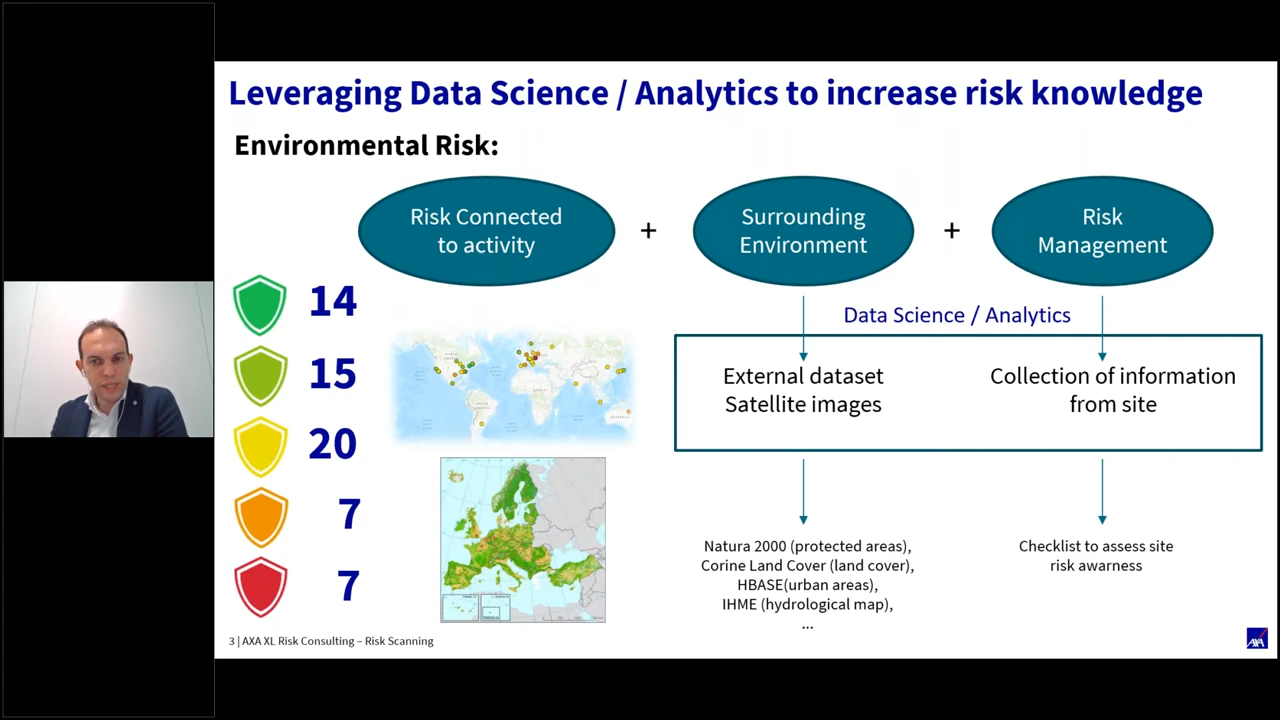 Leveraging Data Science / Analytics to increase risk knowledge
Environmental Risk:
Risk Connected
to activity
+
Surrounding
Environment
+
Risk
Management
14
15
20
7
7
Data Science / Analytics
External dataset
Satellite images
Collection of information
from site
Natura 2000 (protected areas),
Corine Land Cover (land cover),
HBASE(urban areas),
IHME (hydrological map),
...
Checklist to assess site
risk awarness
3 | AXA XL Risk Consulting – Risk Scanning
AXA